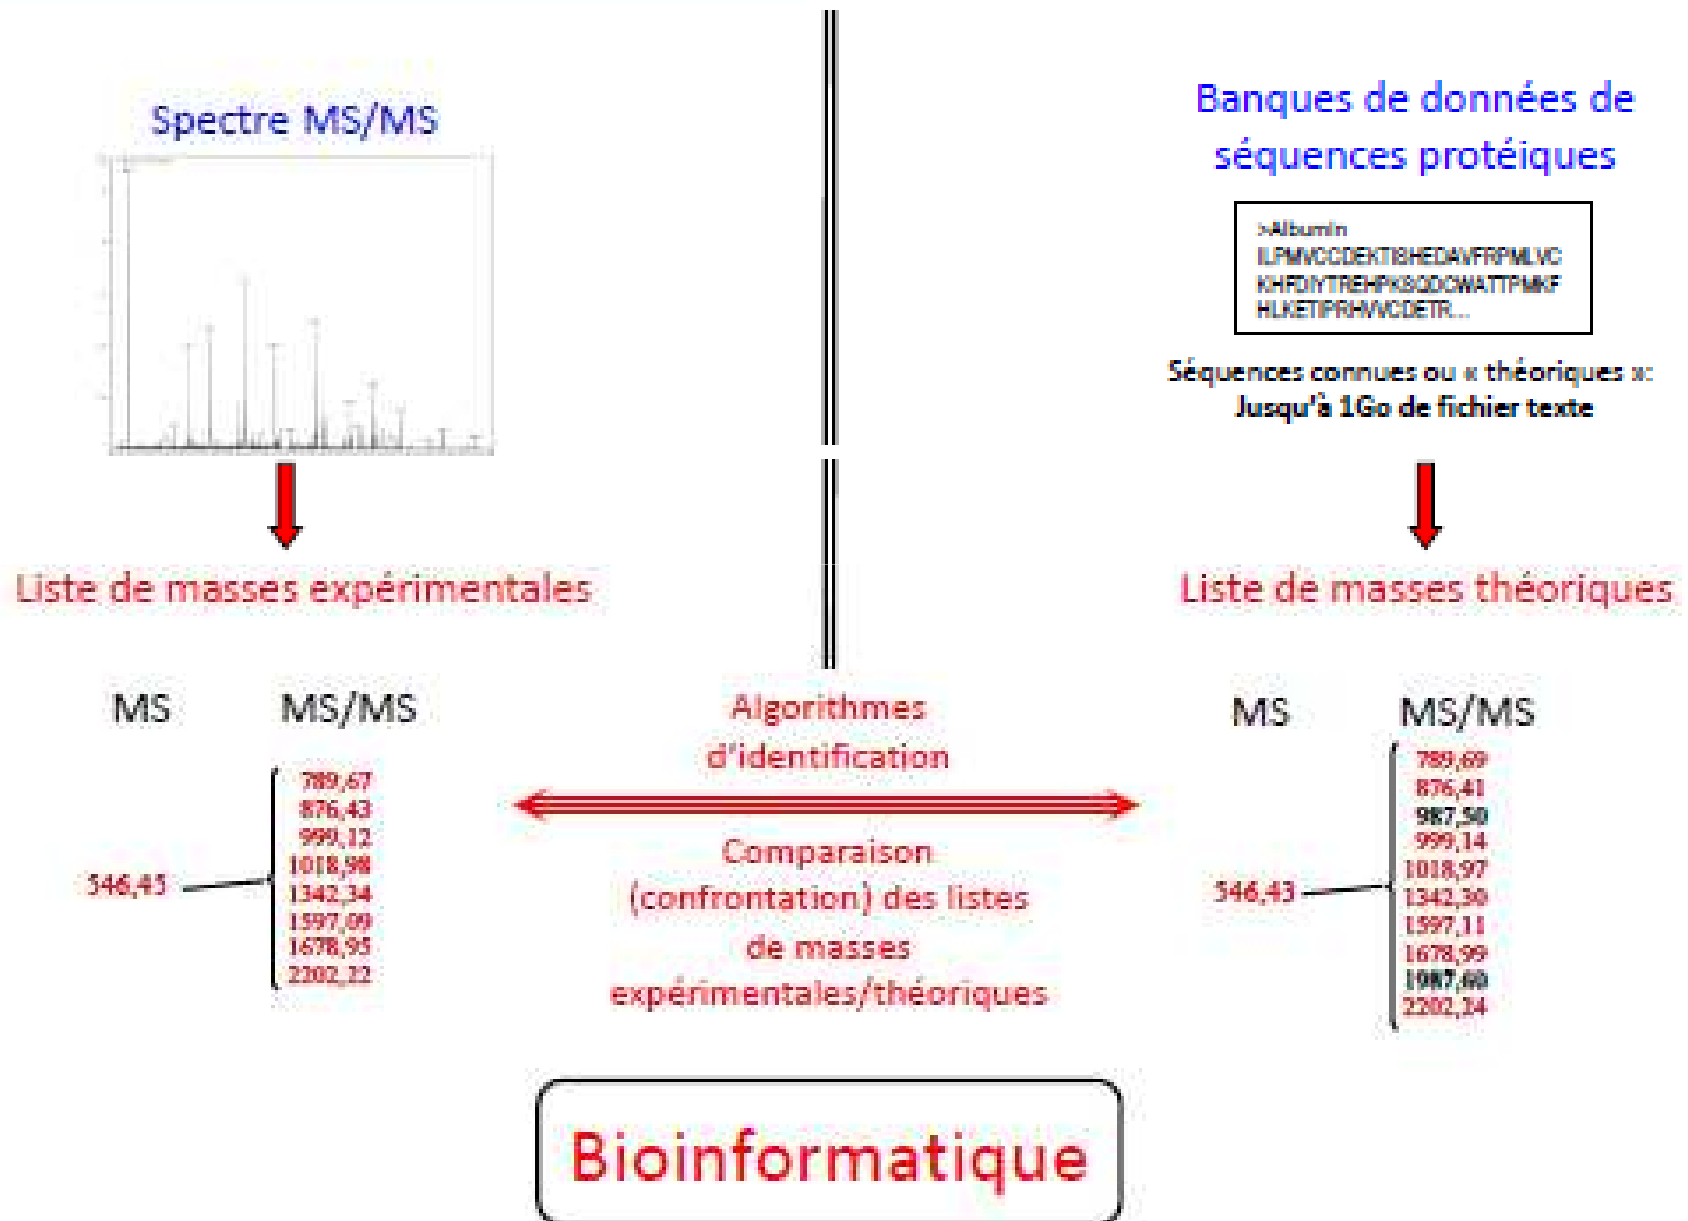 Spectre MS/MS
Liste de masses expérimentales
MS MS/MS
789,67
876,43
999,12
1018,98
1342,34
1597,09
1678,95
2202,22
Algorithmes
d'identification
Comparaison
(confrontation) des listes
de masses
expérimentales/théoriques
Banques de données de
séquences protéiques
>Albumin
HLKETIPRHVVCDETR...
Séquences connues ou « théoriques »:
Jusqu'à 1Go de fichier texte
Liste de masses théoriques
MS MS/MS
789,69
876,41
987,50
999,14
1018,97
546,43
1342,30
1597,11
1678,99
1987,60
2202,24
Bioinformatique